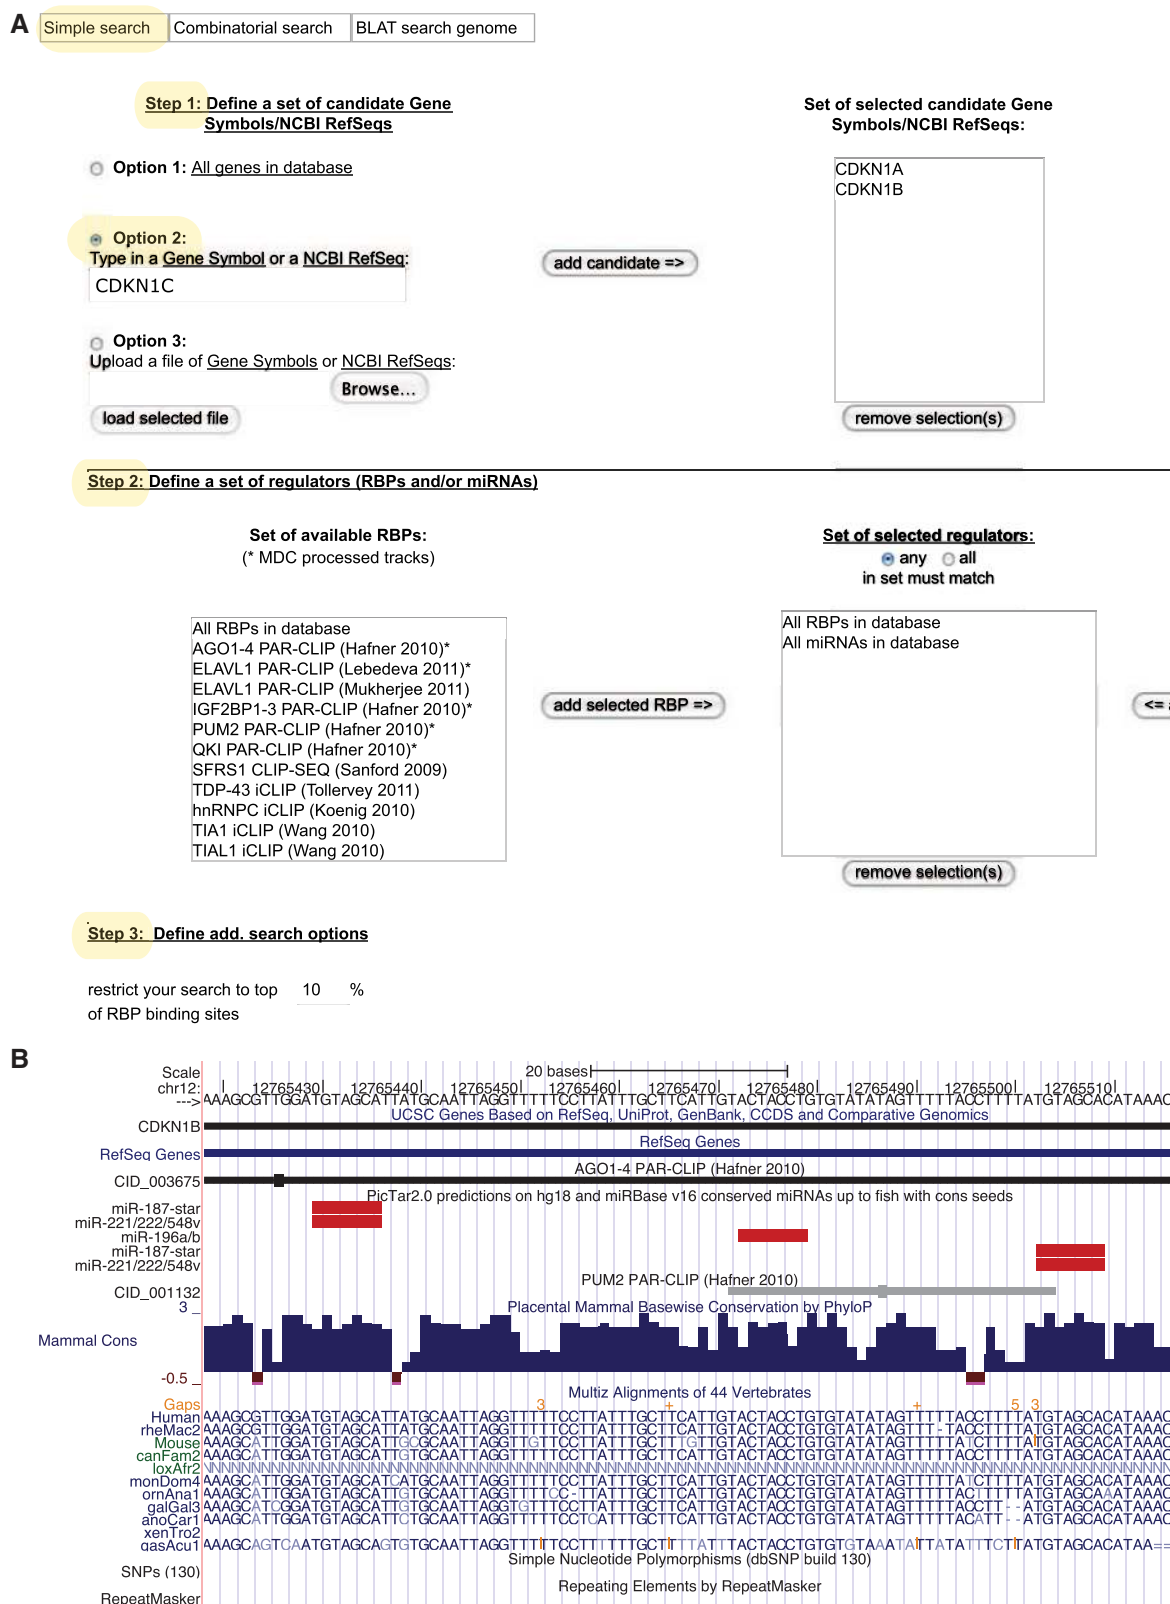 A
Simple search Combinatorial search BLAT search genome
Step 1: Define a set of candidate Gene
Symbols/NCBI RefSeqs
Set of selected candidate Gene
Symbols/NCBI RefSeqs:
Option 1: All genes in database
CDKN1A
CDKN1B
Option 2:
Type in a Gene Symbol or a NCBI RefSeq:
add candidate =>
CDKN1C
Option 3:
Upload a file of Gene Symbols or NCBI RefSeqs:
Browse...
load selected file
remove selection(s)
Step 2: Define a set of regulators (RBPs and/or miRNAs)
Set of available RBPs:
(* MDC processed tracks)
Set of selected regulators:
any all
in set must match
All RBPs in database
AGO1-4 PAR-CLIP (Hafner 2010)*
ELAVL1 PAR-CLIP (Lebedeva 2011)*
ELAVL1 PAR-CLIP (Mukherjee 2011)
IGF2BP1-3 PAR-CLIP (Hafner 2010)*
PUM2 PAR-CLIP (Hafner 2010)*
QKI PAR-CLIP (Hafner 2010)*
SFRS1 CLIP-SEQ (Sanford 2009)
TDP-43 iCLIP (Tollervey 2011)
hnRNPC iCLIP (Koenig 2010)
TIA1 iCLIP (Wang 2010)
TIAL1 iCLIP (Wang 2010)
add selected RBP =>
All RBPs in database
All miRNAs in database
<= a
remove selection(s)
Step 3: Define add. search options
restrict your search to top 10 %
of RBP binding sites
B
Scale 20 bases
chr12: 12765430 12765440 12765450 12765460 12765470 12765480 12765490 12765500 12765510
---> AAAGCGTTGGATGTAGCATTATGCAATTAGGTTTTTCCTTATTTGCTTCATTGTACTACCTGTGTATATAGTTTTTACCTTTTATGTAGCACATAAAC
UCSC Genes Based on RefSeq, UniProt, GenBank, CCDS and Comparative Genomics
CDKN1B
RefSeq Genes
RefSeq Genes
AGO1-4 PAR-CLIP (Hafner 2010)
CID_003675
PicTar2.0 predictions on hg18 and miRBase v16 conserved miRNAs up to fish with cons seeds
miR-187-star
miR-221/222/548v
miR-196a/b
miR-187-star
miR-221/222/548v
PUM2 PAR-CLIP (Hafner 2010)
CID_001132
3 _
Placental Mammal Basewise Conservation by PhyloP
Mammal Cons
-0.5 _
Multiz Alignments of 44 Vertebrates
Gaps 3 + + 5 3
Human AAAGCGTTGGATGTAGCATTATGCAATTAGGTTTTTCCTTATTTGCTTCATTGTACTACCTGTGTATATAGTTTTTACCTTTTATGTAGCACATAAAC
rheMac2 AAAGCGTTGGATGTAGCATTATGCAATTAGGTTTTTCCTTATTTGCTTCATTGTACTACCTGTGTATATAGTTT-TACCTTTTATGTAGCACATAAAC
Mouse
canFam2
loxAfr2
monDom4
ornAna1
galGal3
anoCar1
xenTro2
gasAcu1
Simple Nucleotide Polymorphisms (dbSNP build 130)
SNPs (130)
Repeating Elements by RepeatMasker
RepeatMasker